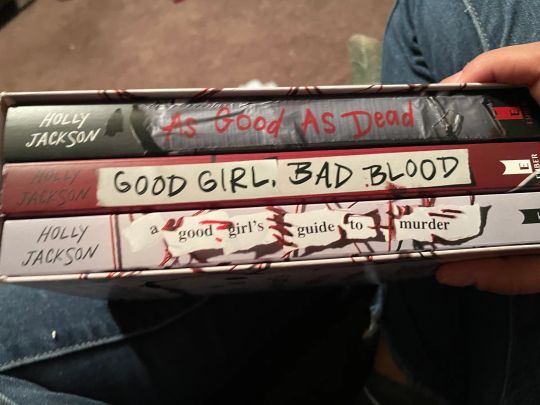 HOLLY
JACKSON
As Good As Dead
HOLLY
JACKSON
GOOD GIRL, BAD BLOOD
HOLLY
JACKSON
a good girl's guide to murder